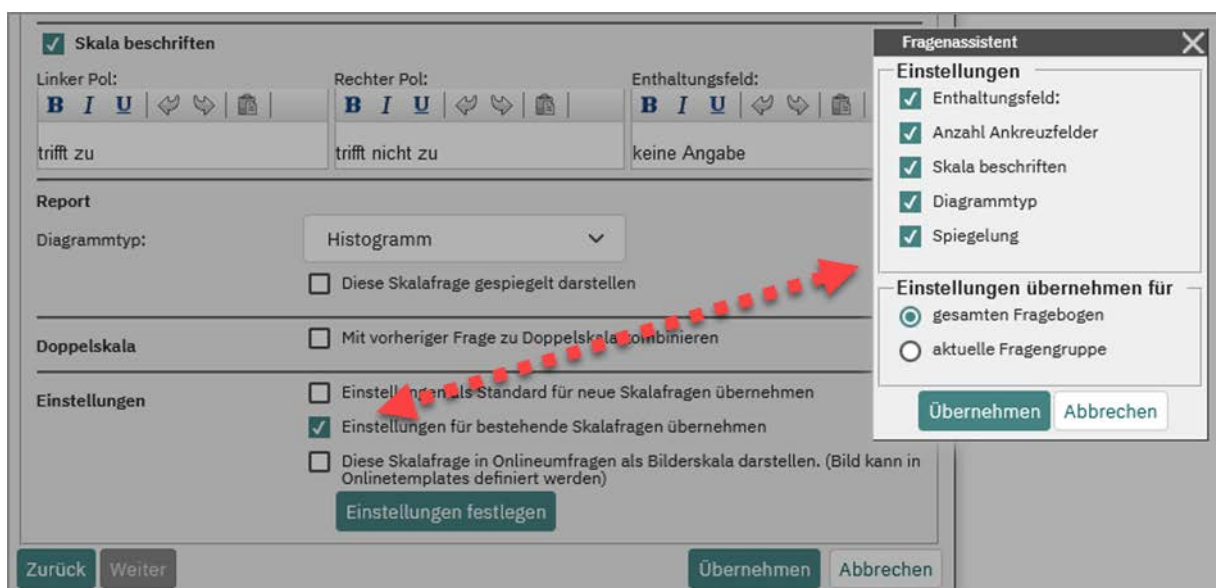 Skala beschriften
Linker Pol:
Rechter Pol:
Enthaltungsfeld:
B I U
B I U
B I U
trifft zu
trifft nicht zu
keine Angabe
Report
Diagrammtyp:
Histogramm
Diese Skalafrage gespiegelt darstellen
Doppelskala
Mit vorheriger Frage zu Doppelskala kombinieren
Einstellungen
Einstellungen als Standard für neue Skalafragen übernehmen
Einstellungen für bestehende Skalafragen übernehmen
Diese Skalafrage in Onlineumfragen als Bilderskala darstellen. (Bild kann in
Onlinetemplates definiert werden)
Einstellungen festlegen
Zurück
Weiter
Übernehmen
Abbrechen
Fragenassistent
Einstellungen
Enthaltungsfeld:
Anzahl Ankreuzfelder
Skala beschriften
Diagrammtyp
Spiegelung
Einstellungen übernehmen für
gesamten Fragebogen
aktuelle Fragengruppe
Übernehmen
Abbrechen